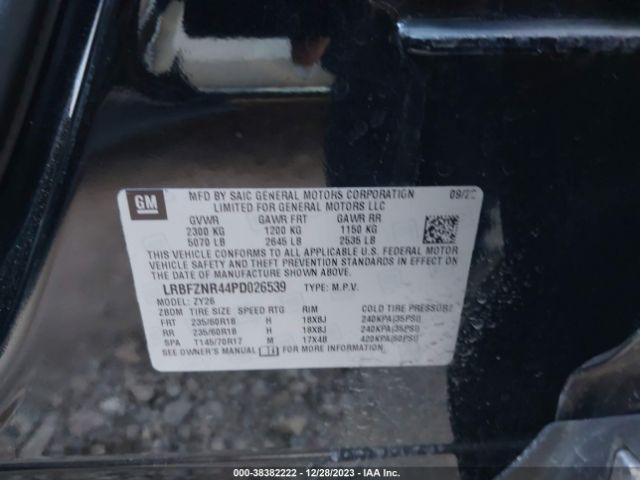 GM
MFD BY SAIC GENERAL MOTORS CORPORATION 09/22
LIMITED FOR GENERAL MOTORS LLC
GVWR GAWR FRT GAWR RR
2300 KG 1200 KG 1150 KG
5070 LB 2645 LB 2535 LB
THIS VEHICLE CONFORMS TO ALL APPLICABLE U.S. FEDERAL MOTOR
VEHICLE SAFETY AND THEFT PREVENTION STANDARDS IN EFFECT ON THE
DATE OF MANUFACTURE SHOWN ABOVE.
LRBFZNR44PD026539 TYPE: M.P.V.
MODEL: ZY26
ZBDM TIRE SIZE SPEED RTG RIM COLD TIRE PRESSURE
FRT 235/60R18 H 18X8J 240KPA(35PSI)
RR 235/60R18 H 18X8J 240KPA(35PSI)
SPA T145/70R17 M 17X4B 420KPA(60PSI)
SEE OWNER'S MANUAL FOR MORE INFORMATION
000-38382222 - 12/28/2023 - IAA Inc.